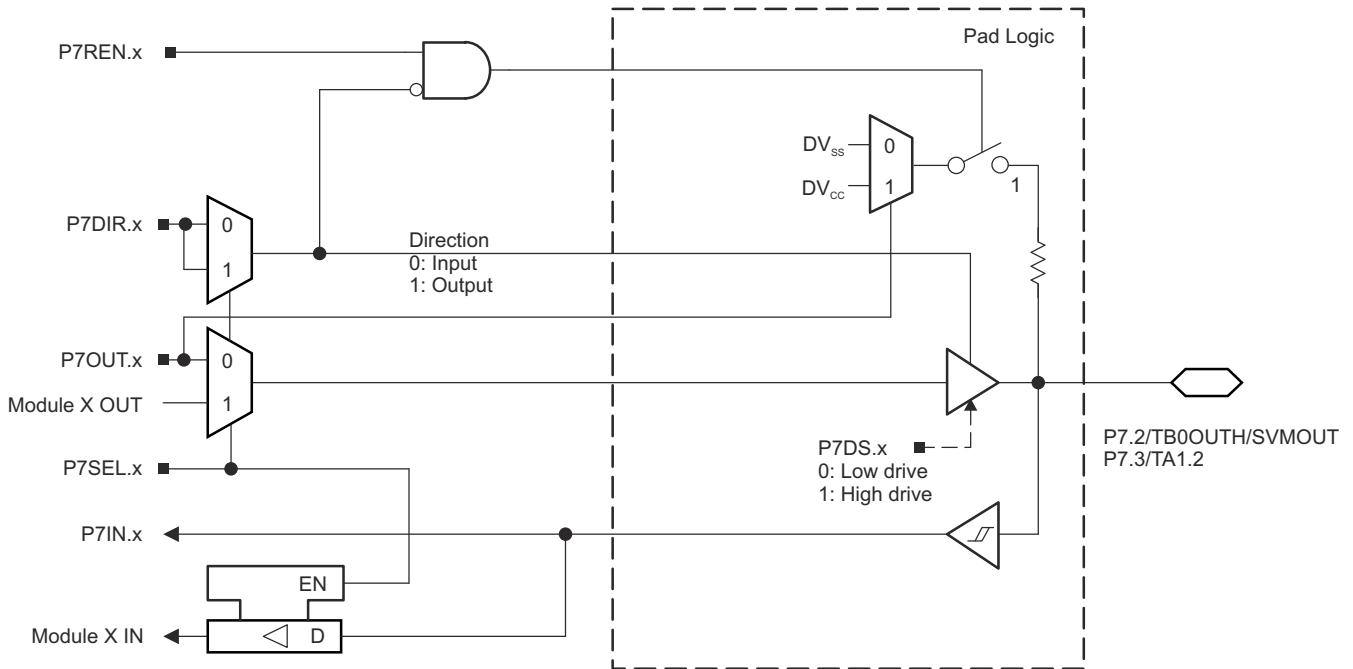 Pad Logic
P7REN.x
DVss
0
DVcc
1
1
P7DIR.x
0
1
Direction
0: Input
1: Output
P7OUT.x
0
Module X OUT
1
P7SEL.x
P7DS.x
0: Low drive
1: High drive
P7.2/TB0OUTH/SVMOUT
P7.3/TA1.2
P7IN.x
EN
Module X IN
D